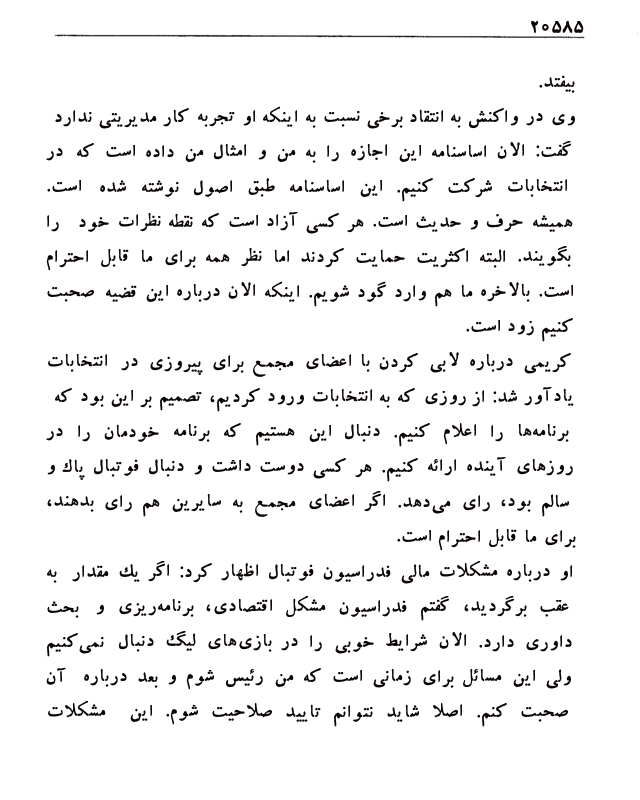 ۲۰۵۸۵
بیفتد.
وی در واکنش به انتقاد برخی نسبت به اینکه او تجربه کار مدیریتی ندارد
گفت: الان اساسنامه این اجازه را به من و امثال من داده است که در
انتخابات شرکت کنیم. این اساسنامه طبق اصول نوشته شده است.
همیشه حرف و حدیث است. هر کسی آزاد است که نقطه نظرات خود را
بگویند. البته اکثریت حمایت کردند اما نظر همه برای ما قابل احترام
است. بالاخره ما هم وارد گود شویم. اینکه الان درباره این قضیه صحبت
کنیم زود است.
کریمی درباره لابی کردن با اعضای مجمع برای پیروزی در انتخابات
یادآور شد: از روزی که به انتخابات ورود کردیم، تصمیم بر این بود که
برنامه‌ها را اعلام کنیم. دنبال این هستیم که برنامه خودمان را در
روزهای آینده ارائه کنیم. هر کسی دوست داشت و دنبال فوتبال پاک و
سالم بود، رای می‌دهد. اگر اعضای مجمع به سایرین هم رای بدهند،
برای ما قابل احترام است.
او درباره مشکلات مالی فدراسیون فوتبال اظهار کرد: اگر یك مقدار به
عقب برگردید، گفتم فدراسیون مشکل اقتصادی، برنامه‌ریزی و بحث
داوری دارد. الان شرایط خوبی را در بازی‌های لیگ دنبال نمی‌کنیم
ولی این مسائل برای زمانی است که من رئیس شوم و بعد درباره آن
صحبت کنم. اصلا شاید نتوانم تایید صلاحیت شوم. این مشکلات